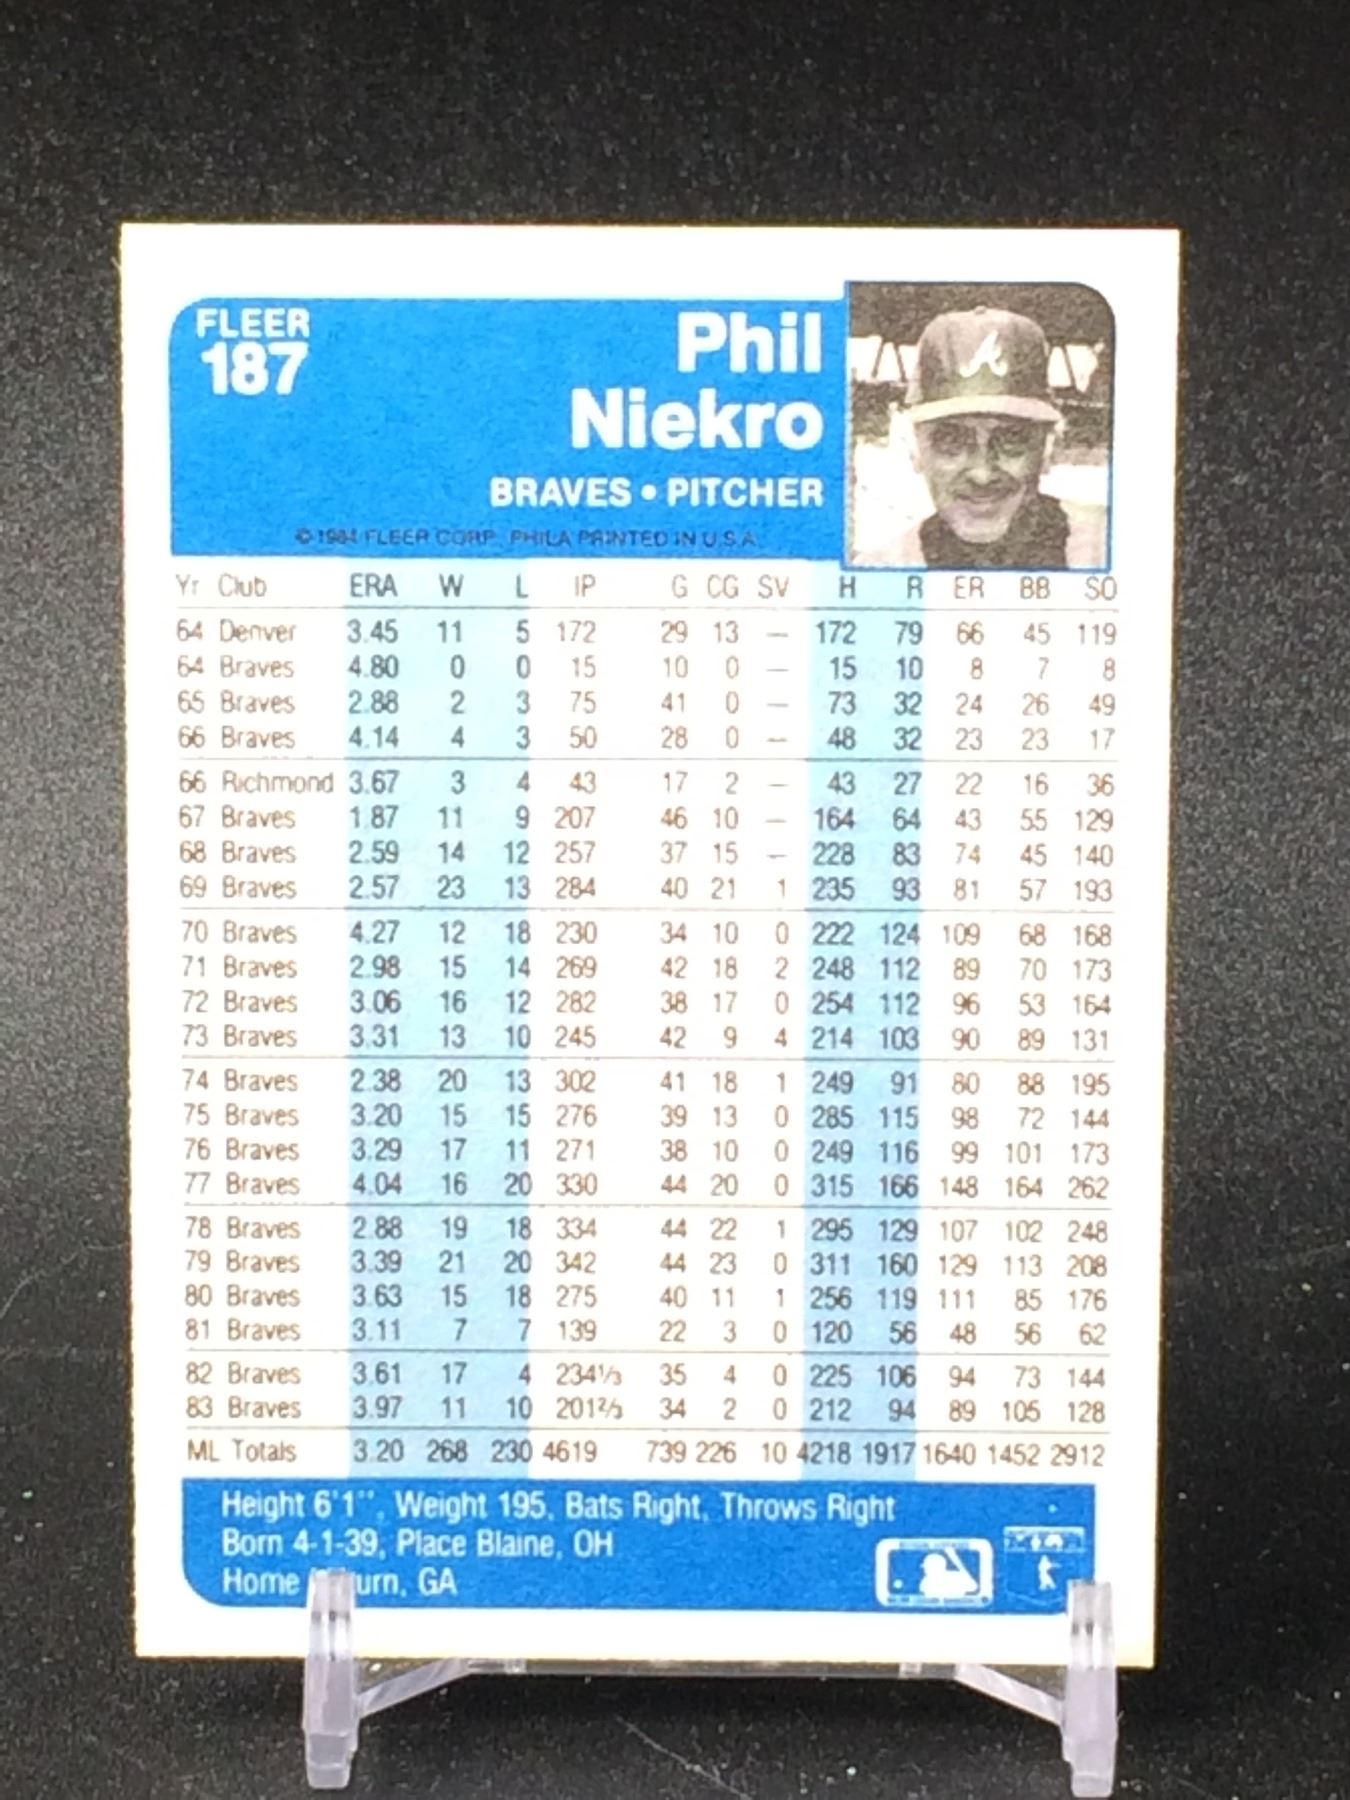 FLEER
187
Phil
Niekro
BRAVES • PITCHER
© 1984 FLEER CORP. PHILA PRINTED IN U.S.A.
Yr Club ERA W L IP G CG SV H R ER BB SO
64 Denver 3.45 11 5 172 29 13 — 172 79 66 45 119
64 Braves 4.80 0 0 15 10 0 — 15 10 8 7 8
65 Braves 2.88 2 3 75 41 0 — 73 32 24 26 49
66 Braves 4.14 4 3 50 28 0 — 48 32 23 23 17
66 Richmond 3.67 3 4 43 17 2 — 43 27 22 16 36
67 Braves 1.87 11 9 207 46 10 — 164 64 43 55 129
68 Braves 2.59 14 12 257 37 15 — 228 83 74 45 140
69 Braves 2.57 23 13 284 40 21 1 235 93 81 57 193
70 Braves 4.27 12 18 230 34 10 0 222 124 109 68 168
71 Braves 2.98 15 14 269 42 18 2 248 112 89 70 173
72 Braves 3.06 16 12 282 38 17 0 254 112 96 53 164
73 Braves 3.31 13 10 245 42 9 4 214 103 90 89 131
74 Braves 2.38 20 13 302 41 18 1 249 91 80 88 195
75 Braves 3.20 15 15 276 39 13 0 285 115 98 72 144
76 Braves 3.29 17 11 271 38 10 0 249 116 99 101 173
77 Braves 4.04 16 20 330 44 20 0 315 166 148 164 262
78 Braves 2.88 19 18 334 44 22 1 295 129 107 102 248
79 Braves 3.39 21 20 342 44 23 0 311 160 129 113 208
80 Braves 3.63 15 18 275 40 11 1 256 119 111 85 176
81 Braves 3.11 7 7 139 22 3 0 120 56 48 56 62
82 Braves 3.61 17 4 234⅓ 35 4 0 225 106 94 73 144
83 Braves 3.97 11 10 201⅔ 34 2 0 212 94 89 105 128
ML Totals 3.20 268 230 4619 739 226 10 4218 1917 1640 1452 2912
Height 6'1", Weight 195, Bats Right, Throws Right
Born 4-1-39, Place Blaine, OH
Home GA
A